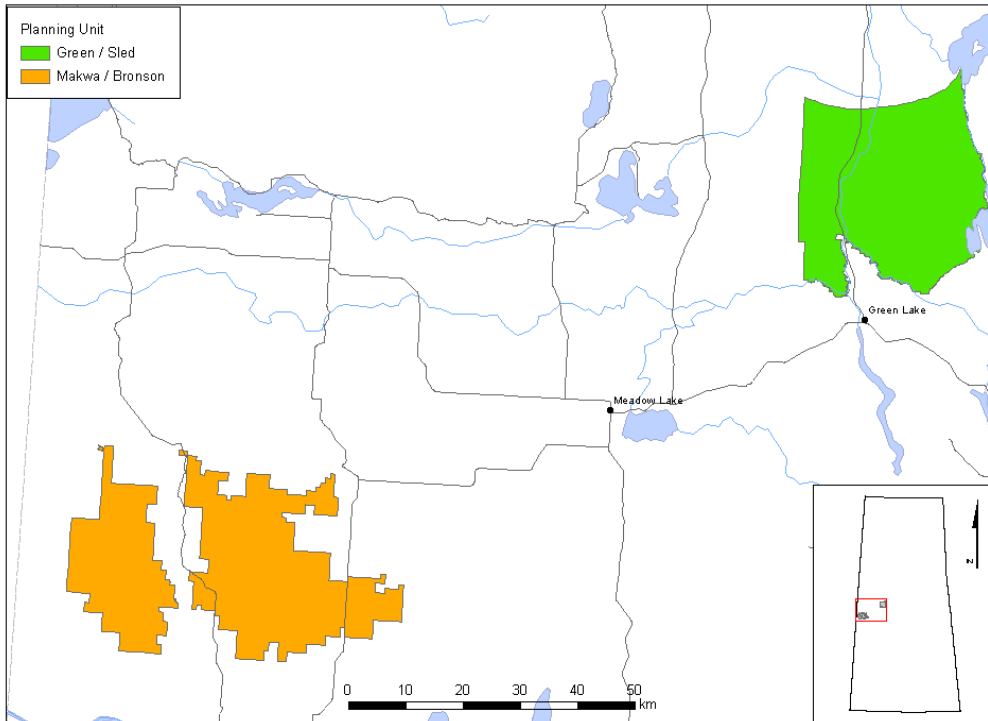 Planning Unit
Green / Sled
Makwa / Bronson
Green Lake
Meadow Lake
N
0 10 20 30 40 50
km